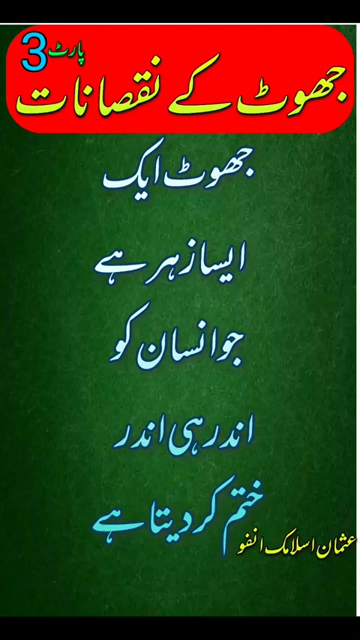 پارٹ 3
جھوٹ کے نقصانات
جھوٹ ایک
ایسا زہر ہے
جو انسان کو
اندر ہی اندر
ختم کر دیتا ہے
عثمان اسلامک انفو